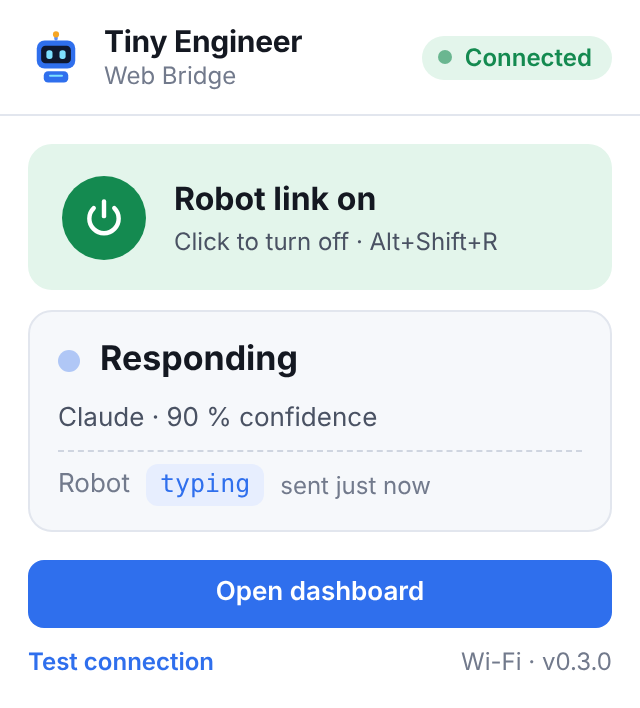 Tiny Engineer
Web Bridge
Connected
Robot link on
Click to turn off · Alt+Shift+R
Responding
Claude · 90 % confidence
Robot typing sent just now
Open dashboard
Test connection
Wi-Fi · v0.3.0